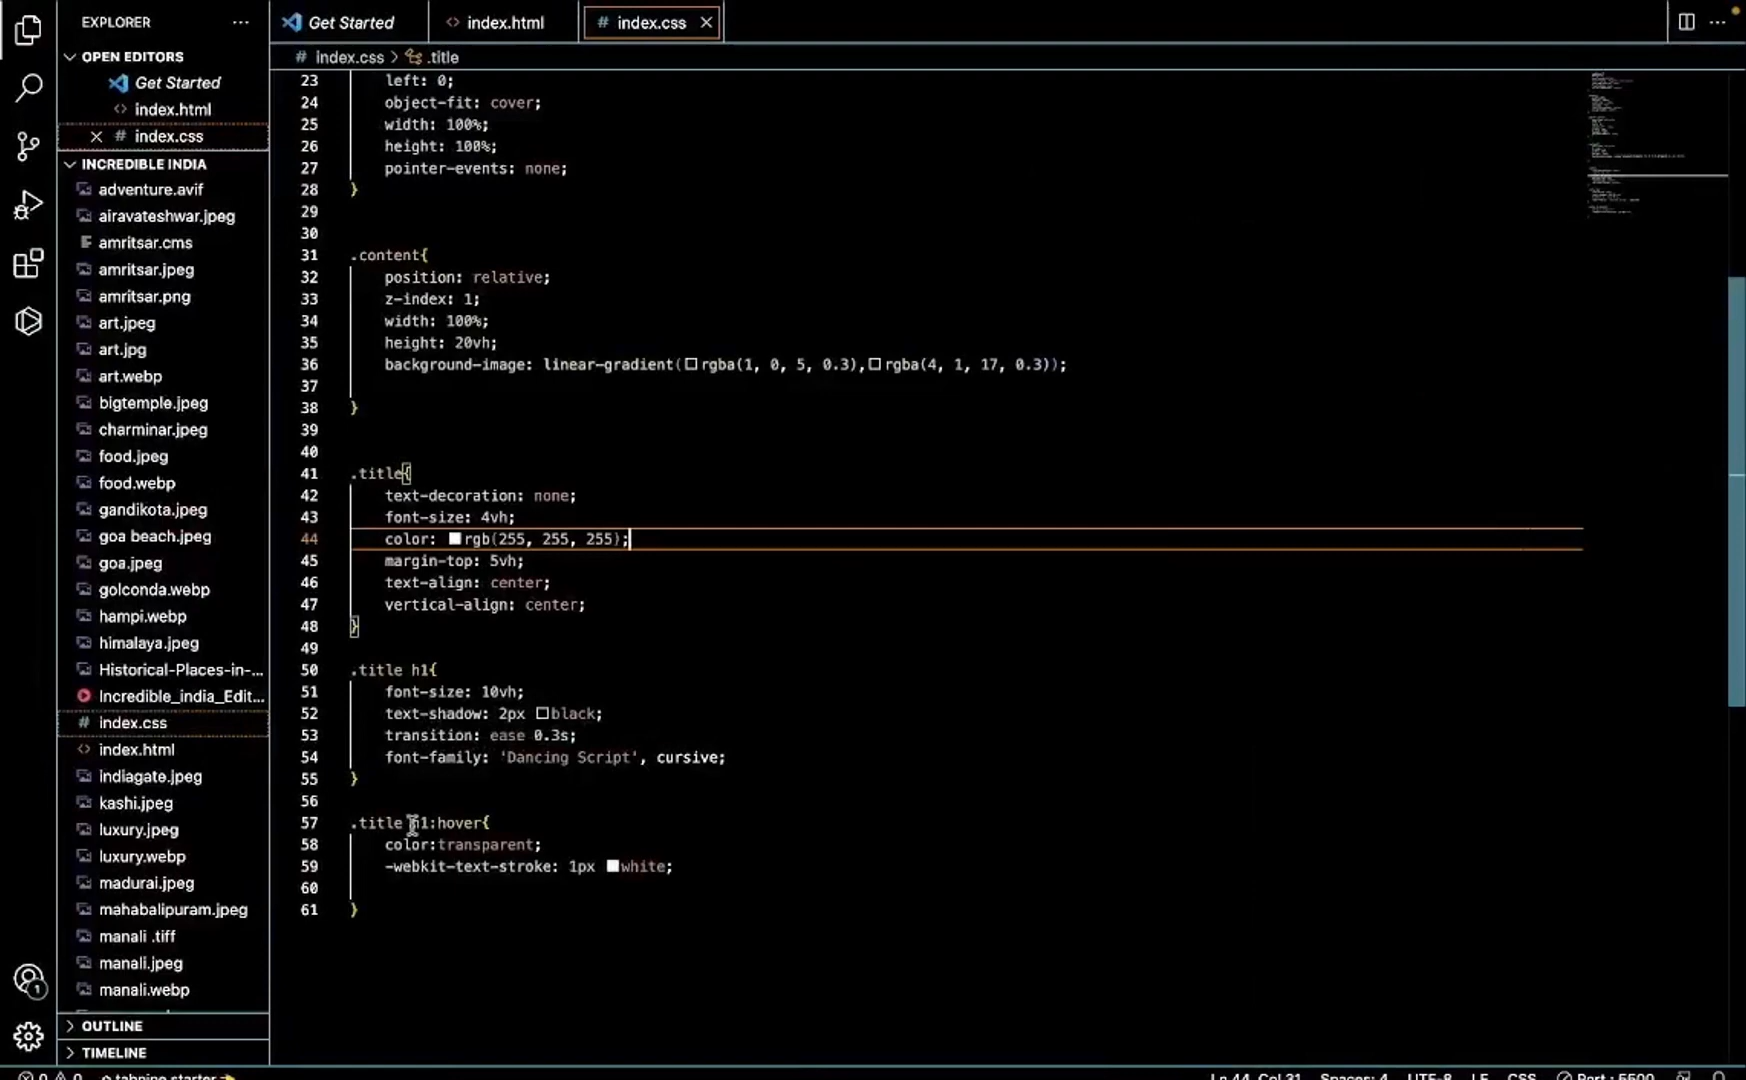 EXPLORER
OPEN EDITORS
Get Started
index.html
index.css
INCREDIBLE INDIA
adventure.avif
airavateshwar.jpeg
amritsar.cms
amritsar.jpeg
amritsar.png
art.jpeg
art.jpg
art.webp
bigtemple.jpeg
charminar.jpeg
food.jpeg
food.webp
gandikota.jpeg
goa beach.jpeg
goa.jpeg
golconda.webp
hampi.webp
himalaya.jpeg
Historical-Places-in-...
Incredible_india_Edit...
index.css
index.html
indiagate.jpeg
kashi.jpeg
luxury.jpeg
luxury.webp
madurai.jpeg
mahabalipuram.jpeg
manali .tiff
manali.jpeg
manali.webp
OUTLINE
TIMELINE
1
Get Started
index.html
# index.css
# index.css > .title
23 left: 0;
24 object-fit: cover;
25 width: 100%;
26 height: 100%;
27 pointer-events: none;
28 }
29
30
31 .content{
32 position: relative;
33 z-index: 1;
34 width: 100%;
35 height: 20vh;
36 background-image: linear-gradient(rgba(1, 0, 5, 0.3),rgba(4, 1, 17, 0.3));
37
38 }
39
40
41 .title{
42 text-decoration: none;
43 font-size: 4vh;
44 color: rgb(255, 255, 255);
45 margin-top: 5vh;
46 text-align: center;
47 vertical-align: center;
48 }
49
50 .title h1{
51 font-size: 10vh;
52 text-shadow: 2px black;
53 transition: ease 0.3s;
54 font-family: 'Dancing Script', cursive;
55 }
56
57 .title h1:hover{
58 color:transparent;
59 -webkit-text-stroke: 1px white;
60
61 }
0 0 tabnine starter Ln 44, Col 31 Spaces: 4 UTF-8 LF CSS Port : 5500